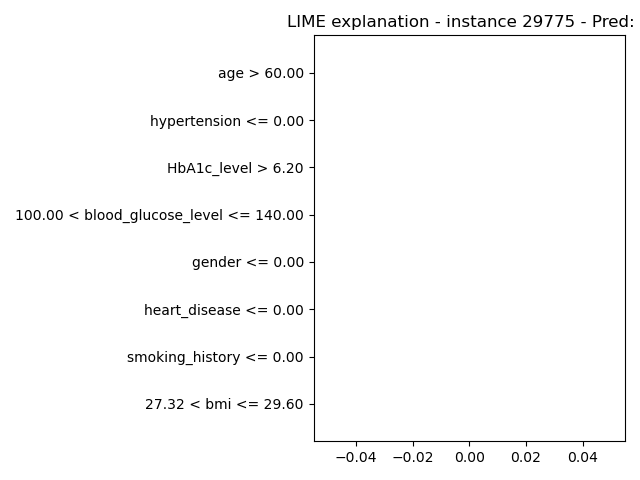 LIME explanation - instance 29775 - Pred:
age > 60.00
hypertension <= 0.00
HbA1c_level > 6.20
100.00 < blood_glucose_level <= 140.00
gender <= 0.00
heart_disease <= 0.00
smoking_history <= 0.00
27.32 < bmi <= 29.60
−0.04 −0.02 0.00 0.02 0.04